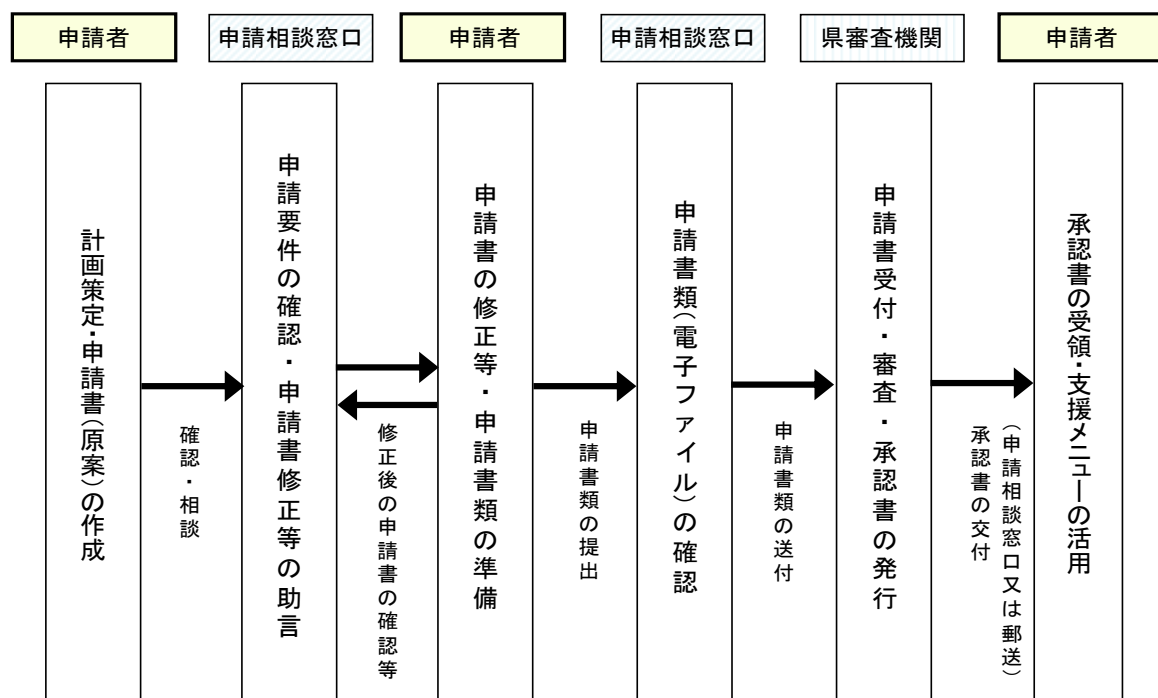 申請者
申請相談窓口
申請者
申請相談窓口
県審査機関
申請者
計画策定・申請書（原案）の作成
確認・相談
申請要件の確認・申請書修正等の助言
修正後の申請書の確認等
申請書の修正等・申請書類の準備
申請書類の提出
申請書類（電子ファイル）の確認
申請書類の送付
申請書受付・審査・承認書の発行
（申請相談窓口又は郵送）
承認書の交付
承認書の受領・支援メニューの活用